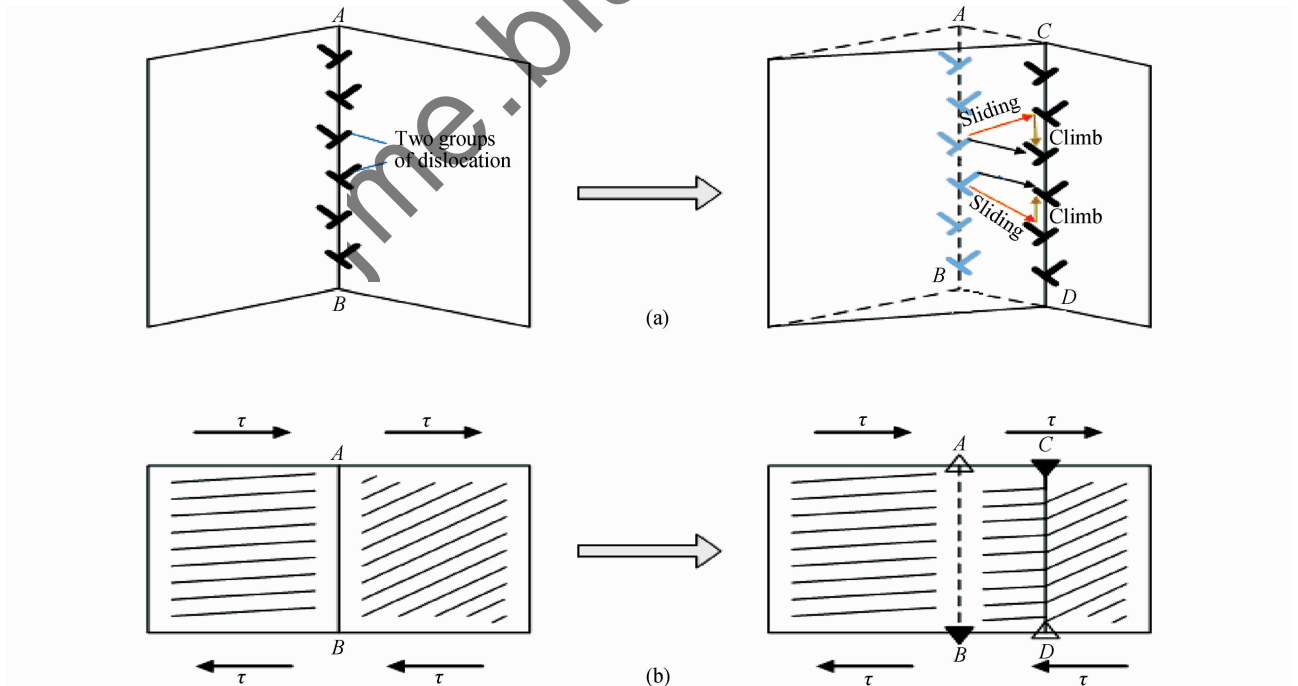 A
B
Two groups
of dislocation
A
B
C
D
Sliding
Climb
Sliding
Climb
(a)
τ
τ
A
B
τ
τ
τ
τ
A
C
B
D
τ
τ
(b)